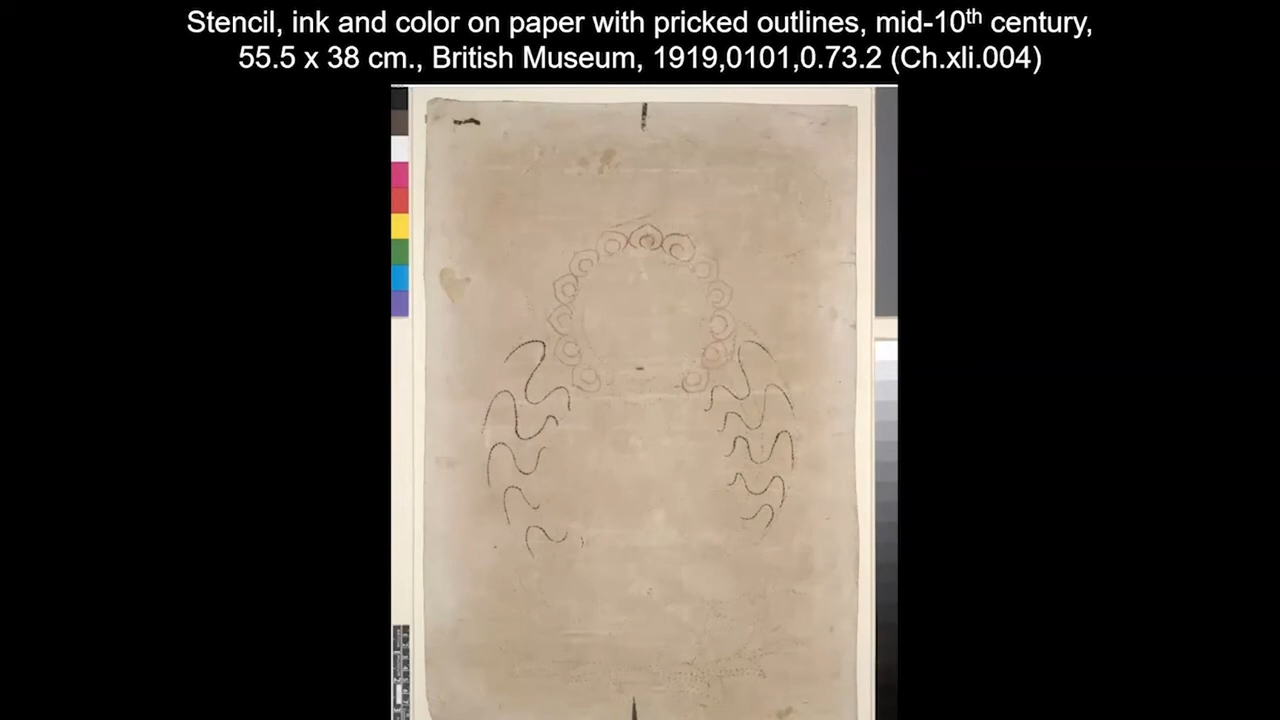 Stencil, ink and color on paper with pricked outlines, mid-10th century,
55.5 x 38 cm., British Museum, 1919,0101,0.73.2 (Ch.xli.004)